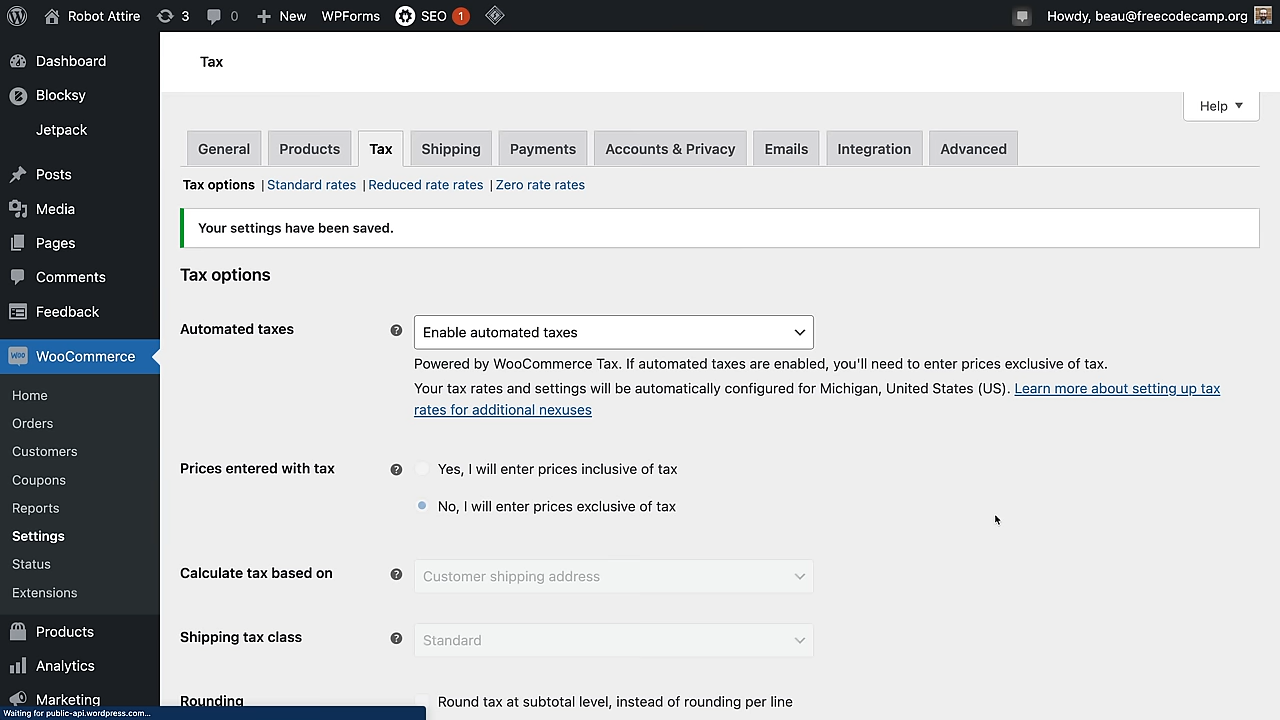 Robot Attire
3
0
New
WPForms
SEO
1
Howdy, beau@freecodecamp.org
Dashboard
Blocksy
Jetpack
Posts
Media
Pages
Comments
Feedback
WOO
WooCommerce
Home
Orders
Customers
Coupons
Reports
Settings
Status
Extensions
Products
Analytics
Marketing
Waiting for public-api.wordpress.com...
Tax
Help
General
Products
Tax
Shipping
Payments
Accounts & Privacy
Emails
Integration
Advanced
Tax options | Standard rates | Reduced rate rates | Zero rate rates
Your settings have been saved.
Tax options
Automated taxes
?
Enable automated taxes
Powered by WooCommerce Tax. If automated taxes are enabled, you'll need to enter prices exclusive of tax.
Your tax rates and settings will be automatically configured for Michigan, United States (US). Learn more about setting up tax
rates for additional nexuses
Prices entered with tax
?
Yes, I will enter prices inclusive of tax
No, I will enter prices exclusive of tax
Calculate tax based on
?
Customer shipping address
Shipping tax class
?
Standard
Rounding
Round tax at subtotal level, instead of rounding per line